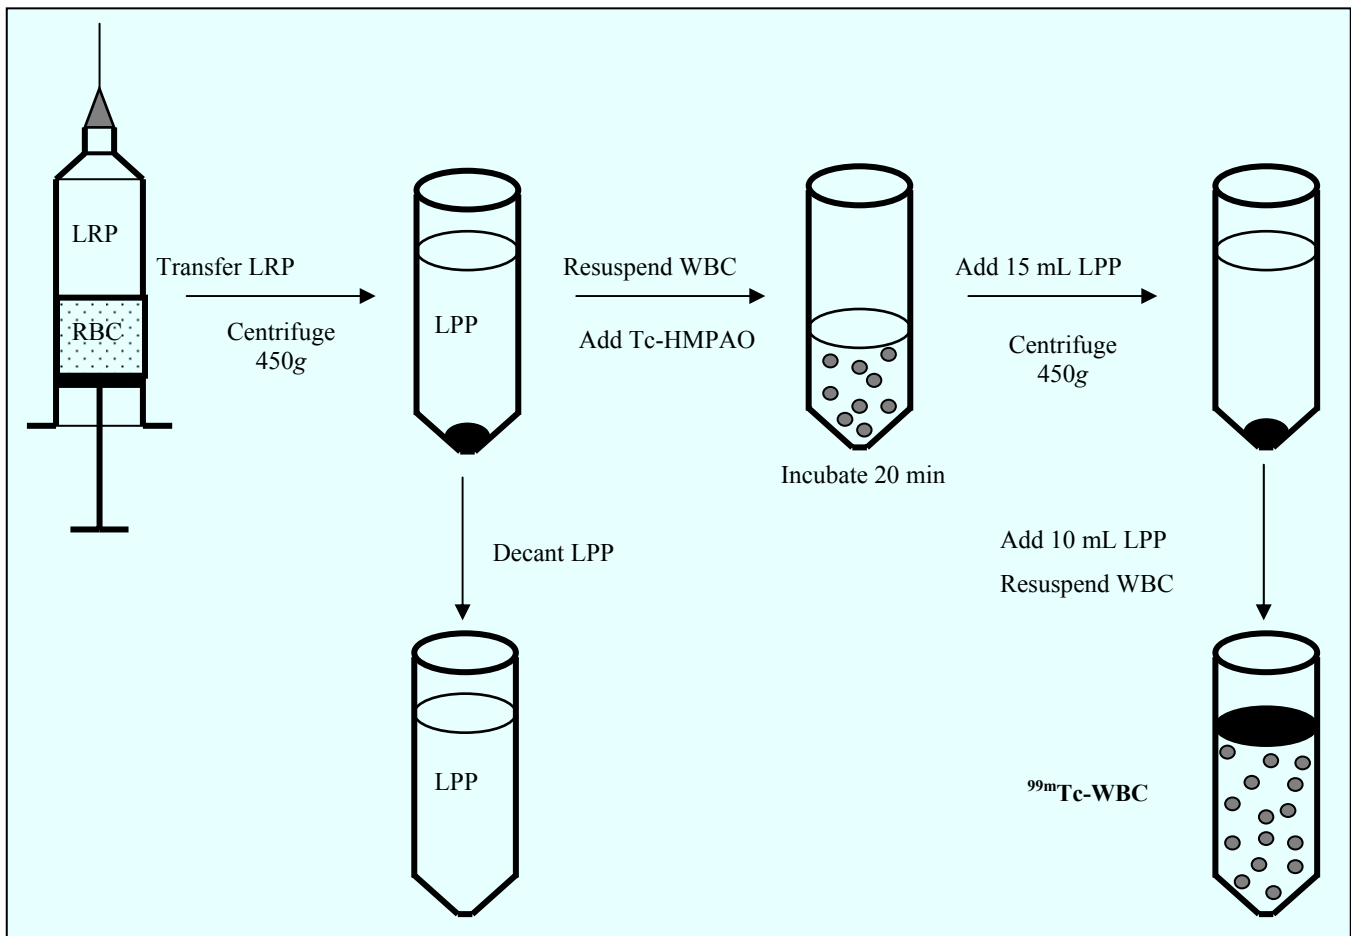 LRP
RBC
Transfer LRP
Centrifuge
450g
LPP
Resuspend WBC
Add Tc-HMPAO
Incubate 20 min
Add 15 mL LPP
Centrifuge
450g
Decant LPP
LPP
Add 10 mL LPP
Resuspend WBC
⁹⁹ᵐTc-WBC